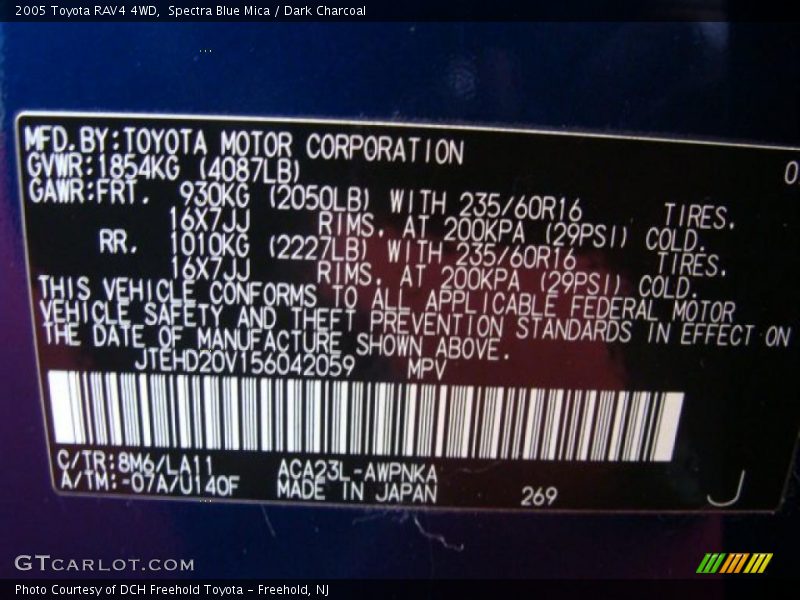 2005 Toyota RAV4 4WD,  Spectra Blue Mica / Dark Charcoal
MFD.BY:TOYOTA MOTOR CORPORATION 0
GVWR:1854KG (4087LB)
GAWR:FRT. 930KG (2050LB) WITH 235/60R16 TIRES.
16X7JJ RIMS, AT 200KPA (29PSI) COLD.
RR. 1010KG (2227LB) WITH 235/60R16 TIRES.
16X7JJ RIMS, AT 200KPA (29PSI) COLD.
THIS VEHICLE CONFORMS TO ALL APPLICABLE FEDERAL MOTOR
VEHICLE SAFETY AND THEFT PREVENTION STANDARDS IN EFFECT ON
THE DATE OF MANUFACTURE SHOWN ABOVE.
JTEHD20V156042059 MPV
C/TR:8M6/LA11 ACA23L-AWPNKA
A/TM:-07A/U140F MADE IN JAPAN 269 J
GTCARLOT.COM
Photo Courtesy of DCH Freehold Toyota - Freehold, NJ